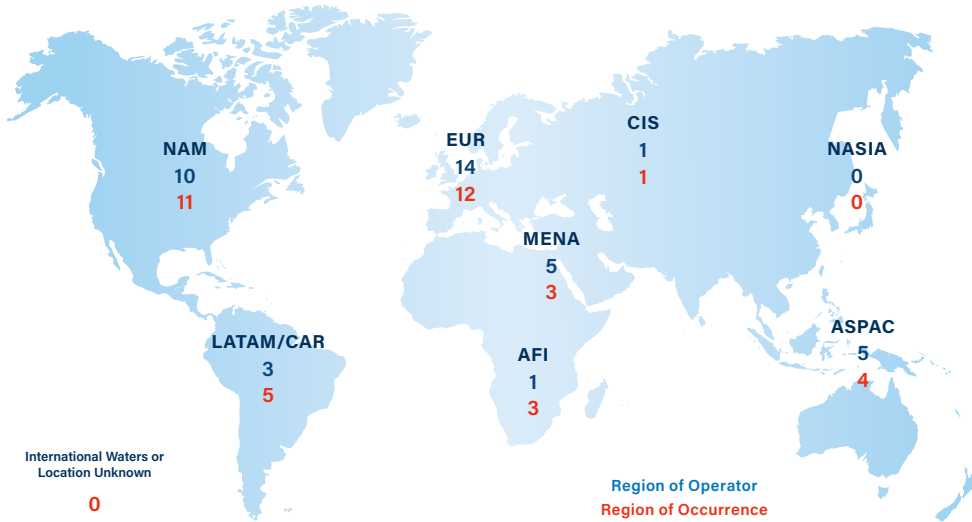 NAM
10
11
EUR
14
12
CIS
1
1
NASIA
0
0
MENA
5
3
LATAM/CAR
3
5
AFI
1
3
ASPAC
5
4
International Waters or
Location Unknown
0
Region of Operator
Region of Occurrence